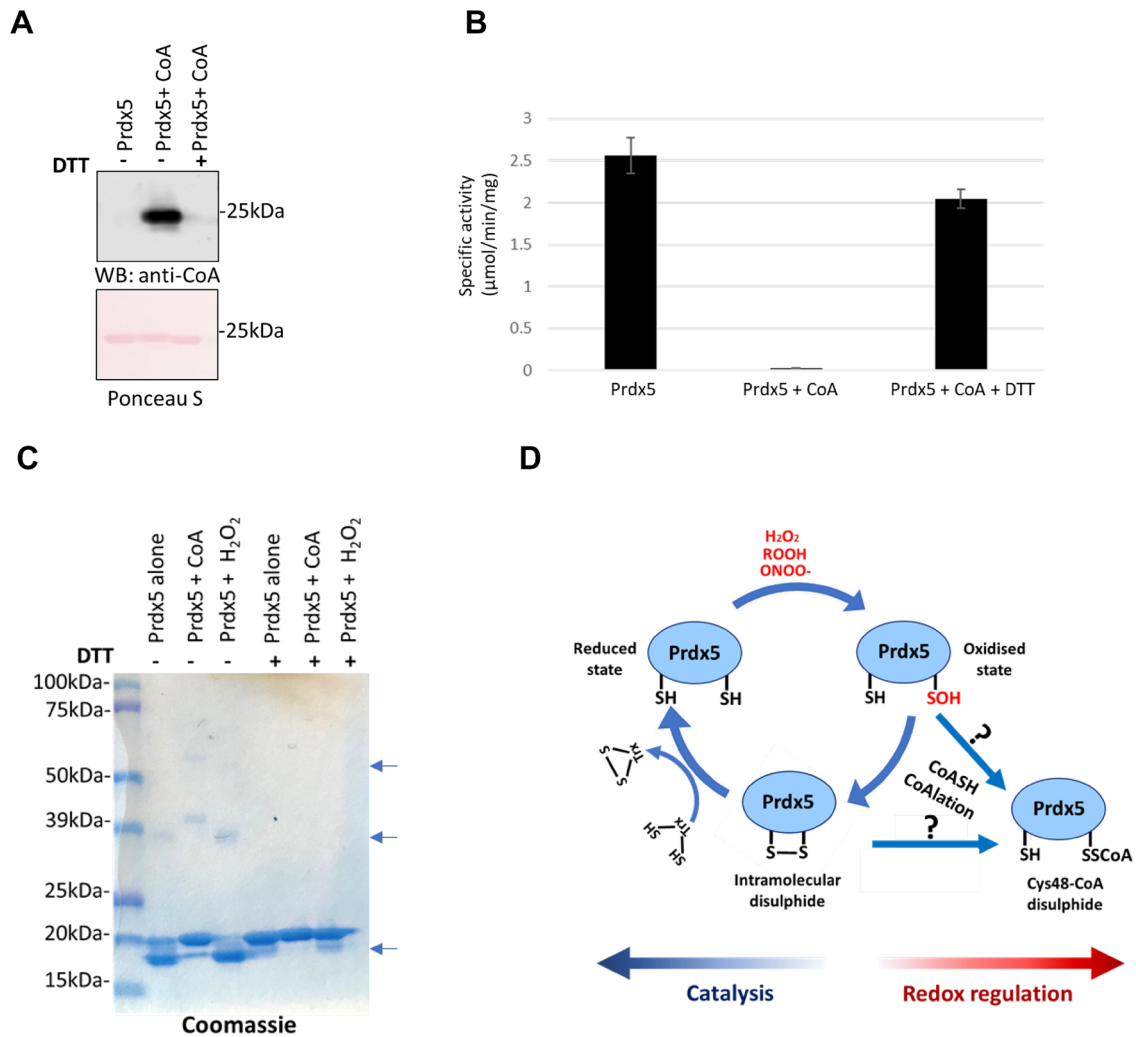 A
- Prdx5
- Prdx5+ CoA
+ Prdx5+ CoA
DTT
-25kDa
WB: anti-CoA
-25kDa
Ponceau S
B
Specific activity
(μmol/min/mg)
3
2.5
2
1.5
1
0.5
0
Prdx5
Prdx5 + CoA
Prdx5 + CoA + DTT
C
Prdx5 alone
Prdx5 + CoA
Prdx5 + H₂O₂
Prdx5 alone
Prdx5 + CoA
Prdx5 + H₂O₂
DTT - - - + + +
100kDa-
75kDa-
50kDa-
39kDa-
25kDa-
20kDa-
15kDa-
Coomassie
D
H₂O₂
ROOH
ONOO-
Reduced
state
Prdx5
SH SH
Prdx5
SH SOH
Oxidised
state
Trx
S
S
Trx
SH
SH
Prdx5
S—S
Intramolecular
disulphide
?
CoASH
CoAlation
?
Prdx5
SH SSCoA
Cys48-CoA
disulphide
Catalysis
Redox regulation